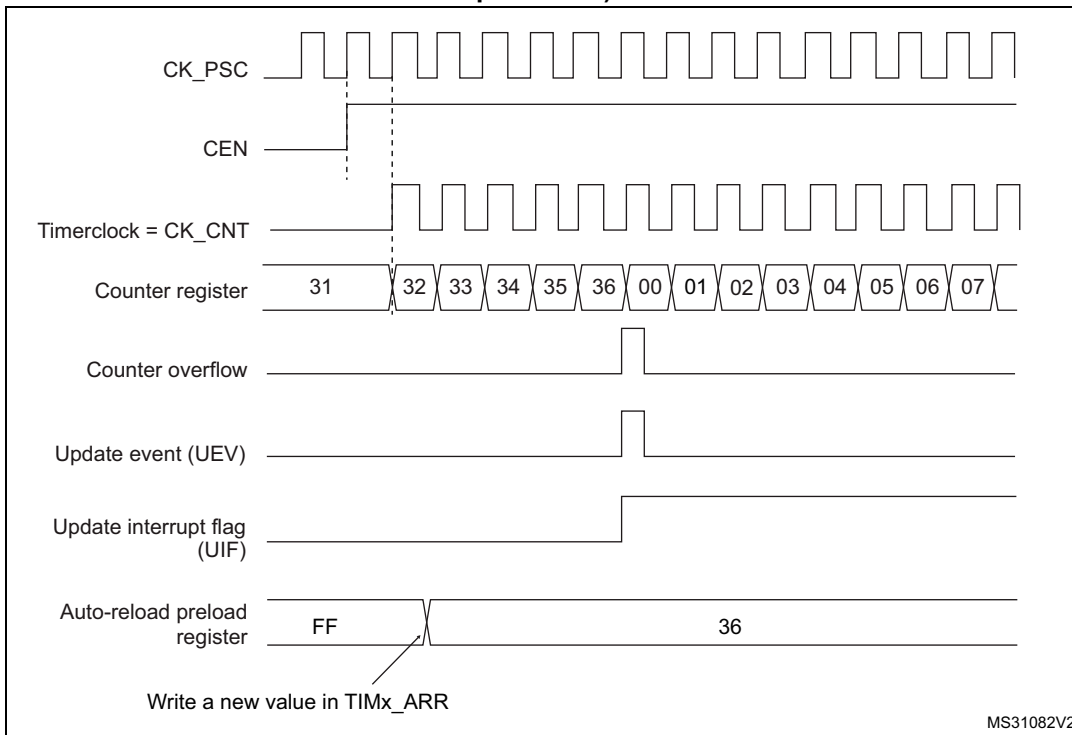 CK_PSC
CEN
Timerclock = CK_CNT
Counter register 31 32 33 34 35 36 00 01 02 03 04 05 06 07
Counter overflow
Update event (UEV)
Update interrupt flag
(UIF)
Auto-reload preload
register FF 36
Write a new value in TIMx_ARR
MS31082V2